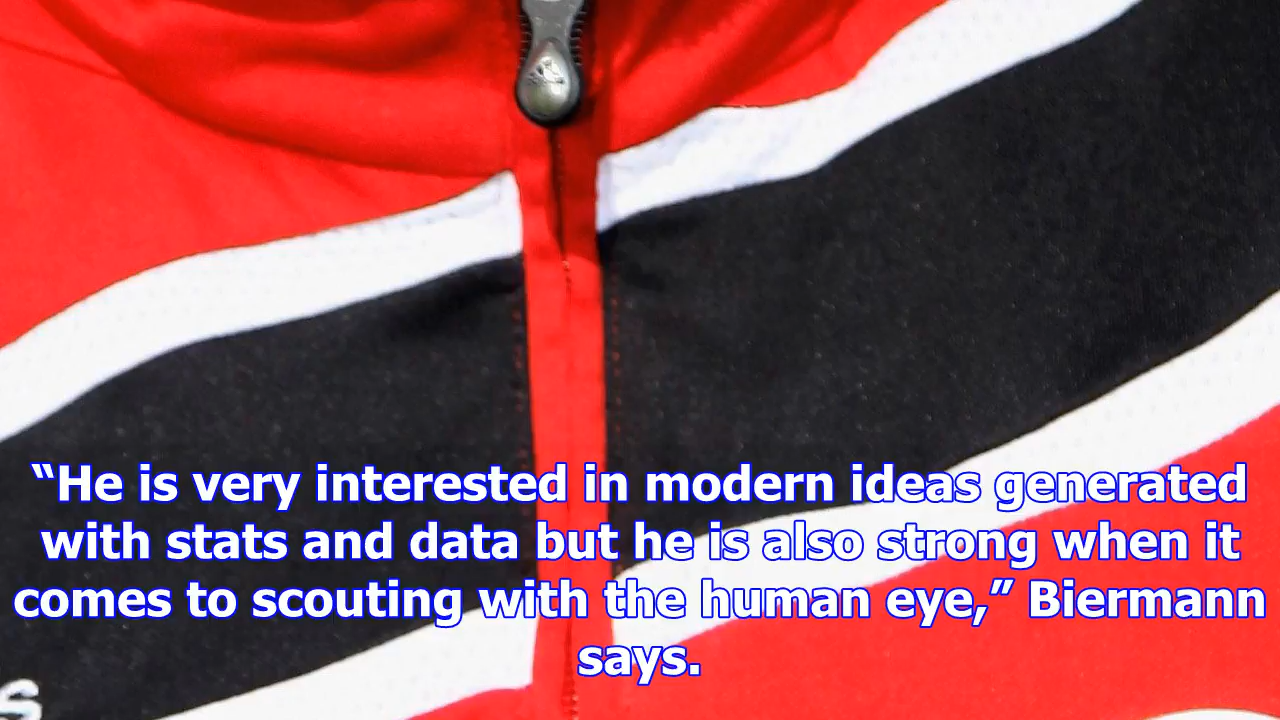 “He is very interested in modern ideas generated
with stats and data but he is also strong when it
comes to scouting with the human eye,” Biermann
says.
s